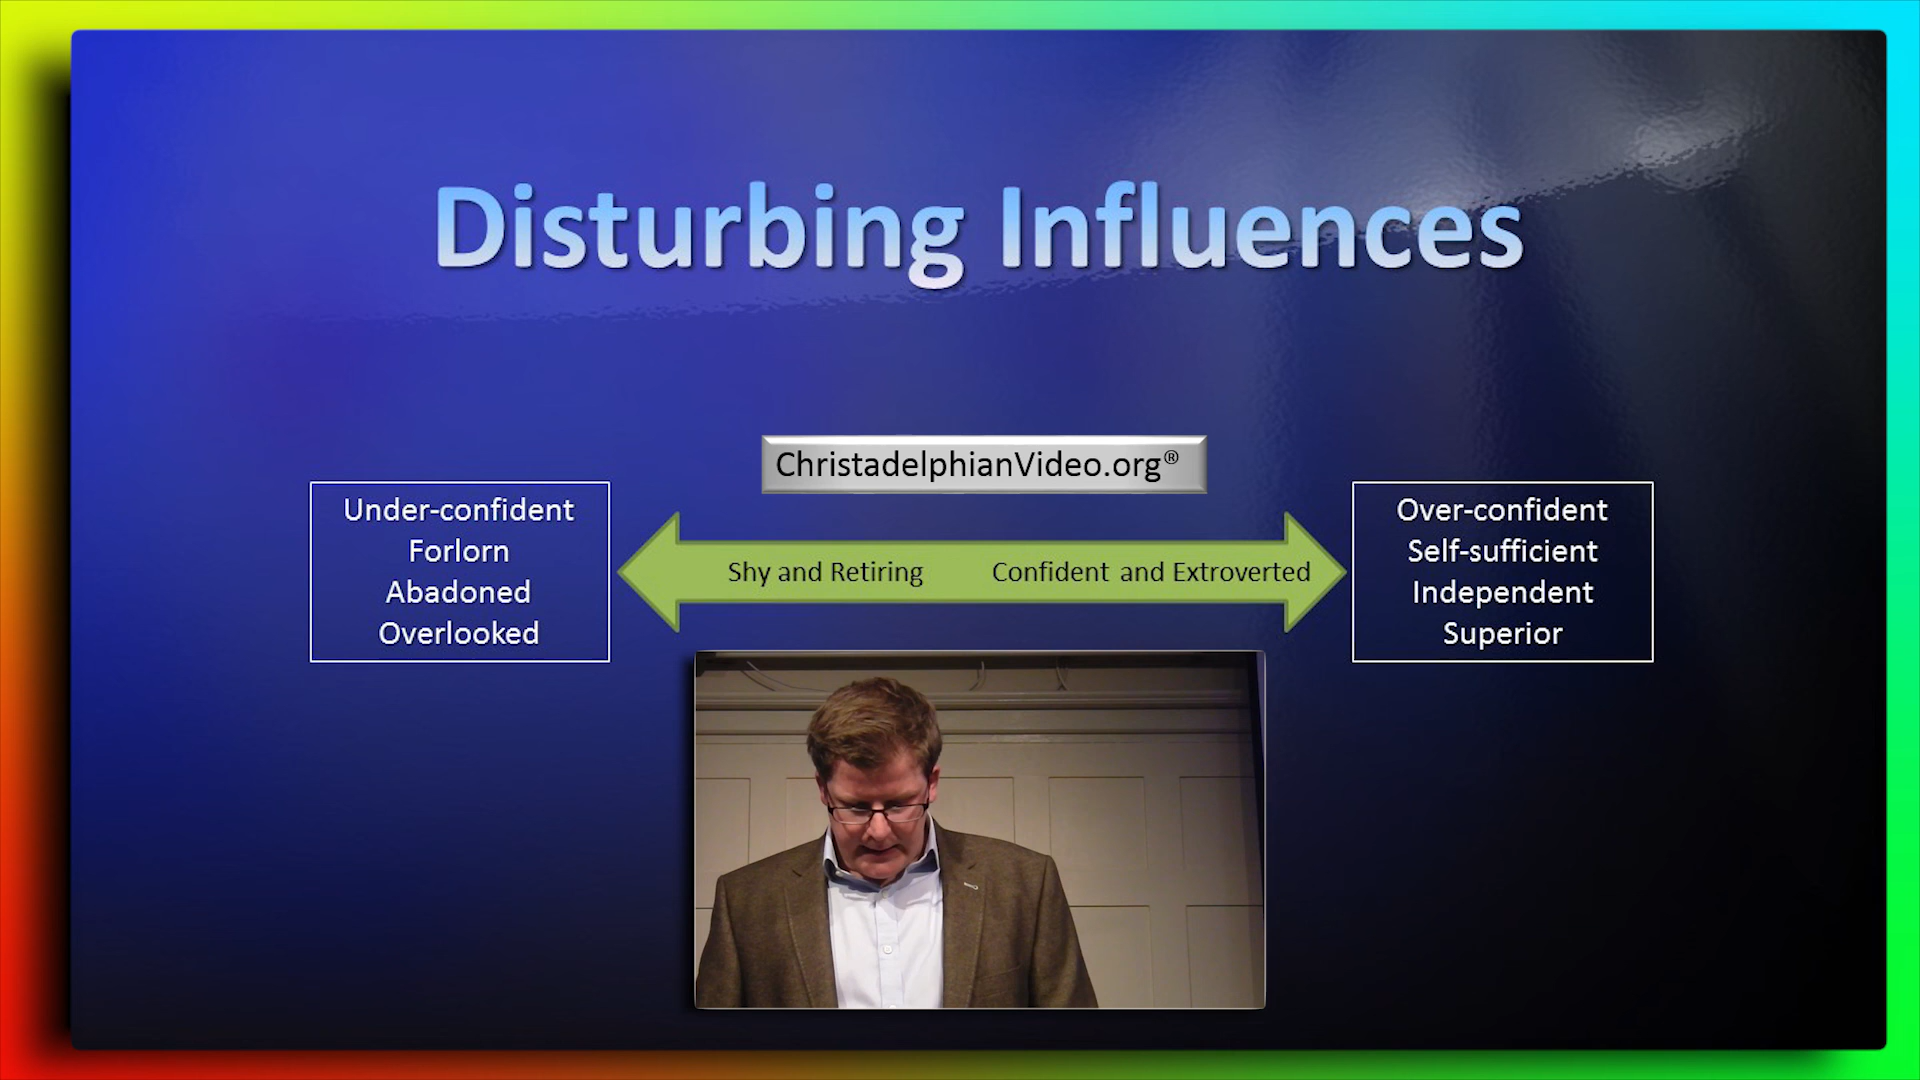 Disturbing Influences
ChristadelphianVideo.org®
Under-confident
Forlorn
Abadoned
Overlooked
Shy and Retiring
Confident and Extroverted
Over-confident
Self-sufficient
Independent
Superior